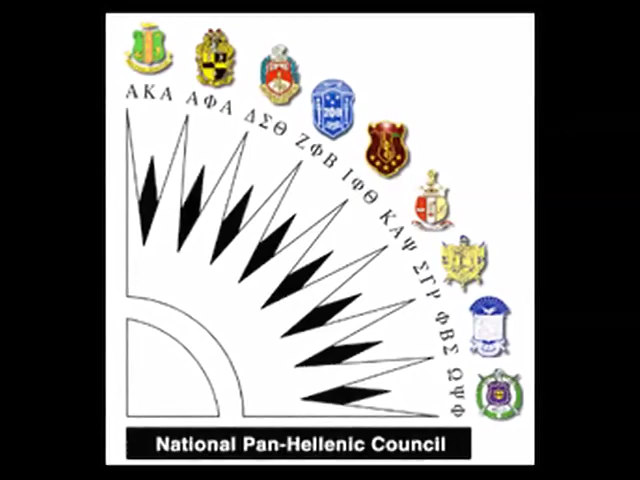 ΑΚΑ
ΑΦΑ
ΔΣΘ
ΖΦΒ
ΙΦΘ
ΚΑΨ
ΣΓΡ
ΦΒΣ
ΩΨΦ
National Pan-Hellenic Council